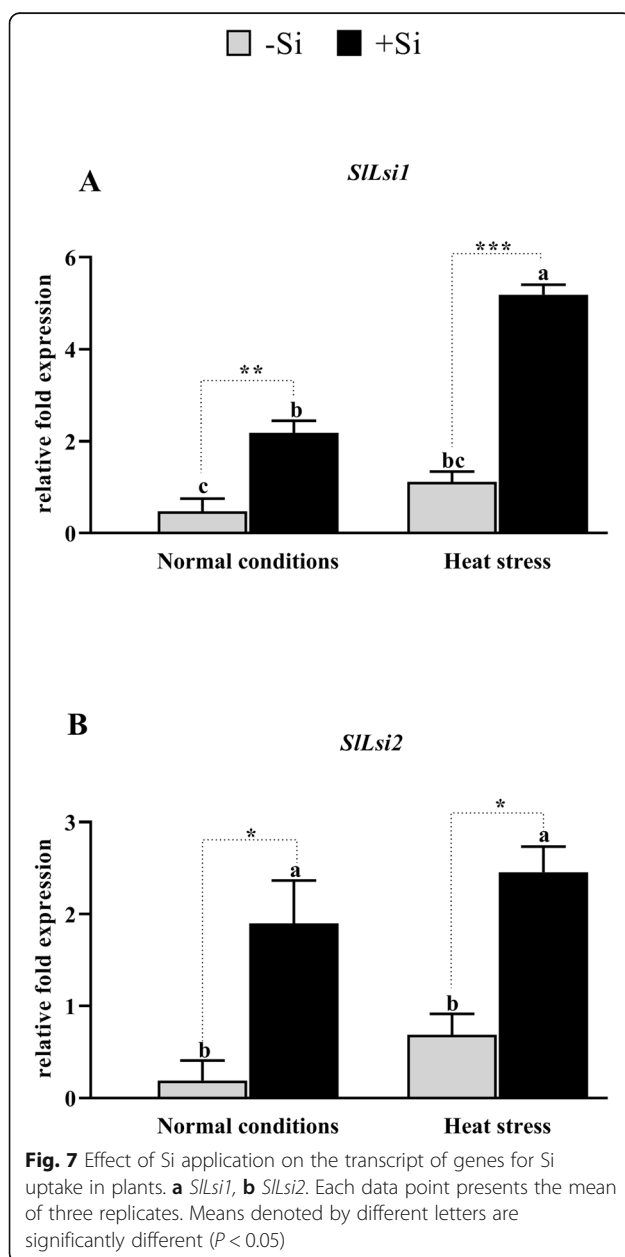 -Si +Si
A
SlLsi1
relative fold expression
6
4
2
0
**
***
c
b
bc
a
Normal conditions Heat stress
B
SlLsi2
relative fold expression
3
2
1
0
*
*
b
a
b
a
Normal conditions Heat stress
Fig. 7 Effect of Si application on the transcript of genes for Si
uptake in plants. a SlLsi1, b SlLsi2. Each data point presents the mean
of three replicates. Means denoted by different letters are
significantly different (P < 0.05)